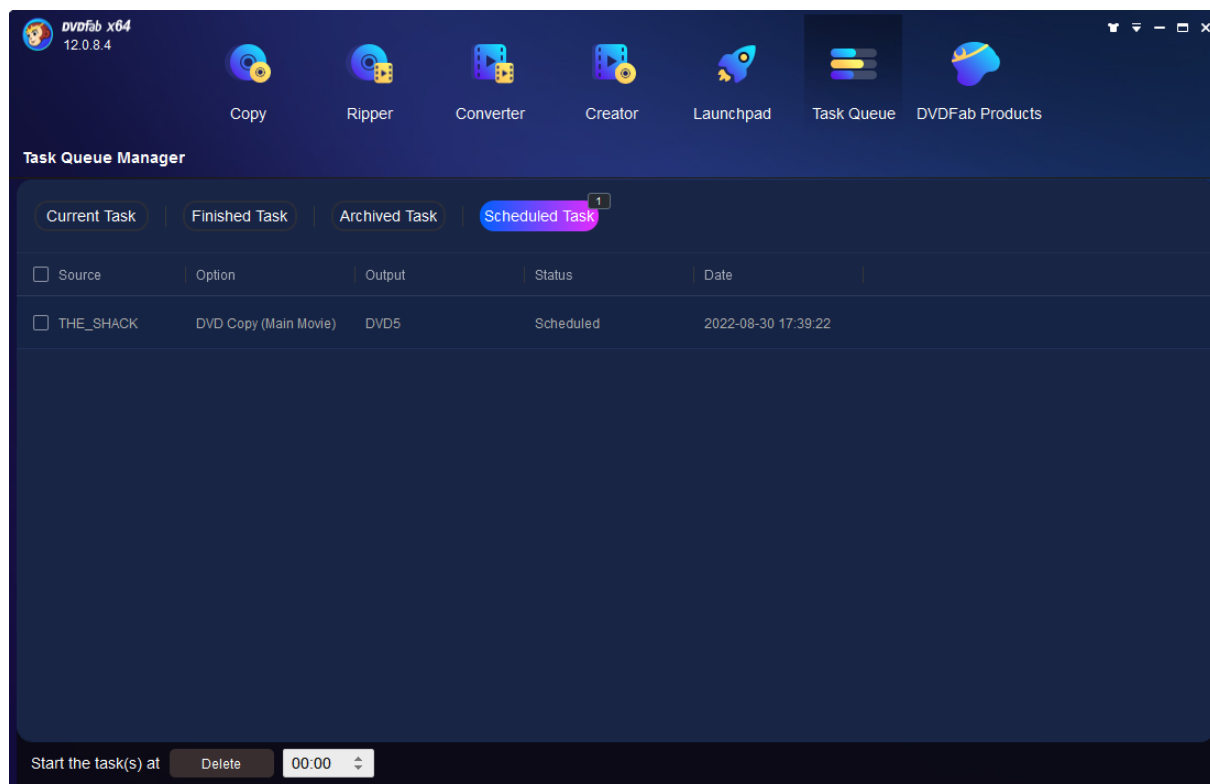 DVDFab x64
12.0.8.4
Copy Ripper Converter Creator Launchpad Task Queue DVDFab Products
Task Queue Manager
Current Task Finished Task Archived Task Scheduled Task 1
Source Option Output Status Date
THE_SHACK DVD Copy (Main Movie) DVD5 Scheduled 2022-08-30 17:39:22
Start the task(s) at Delete 00:00